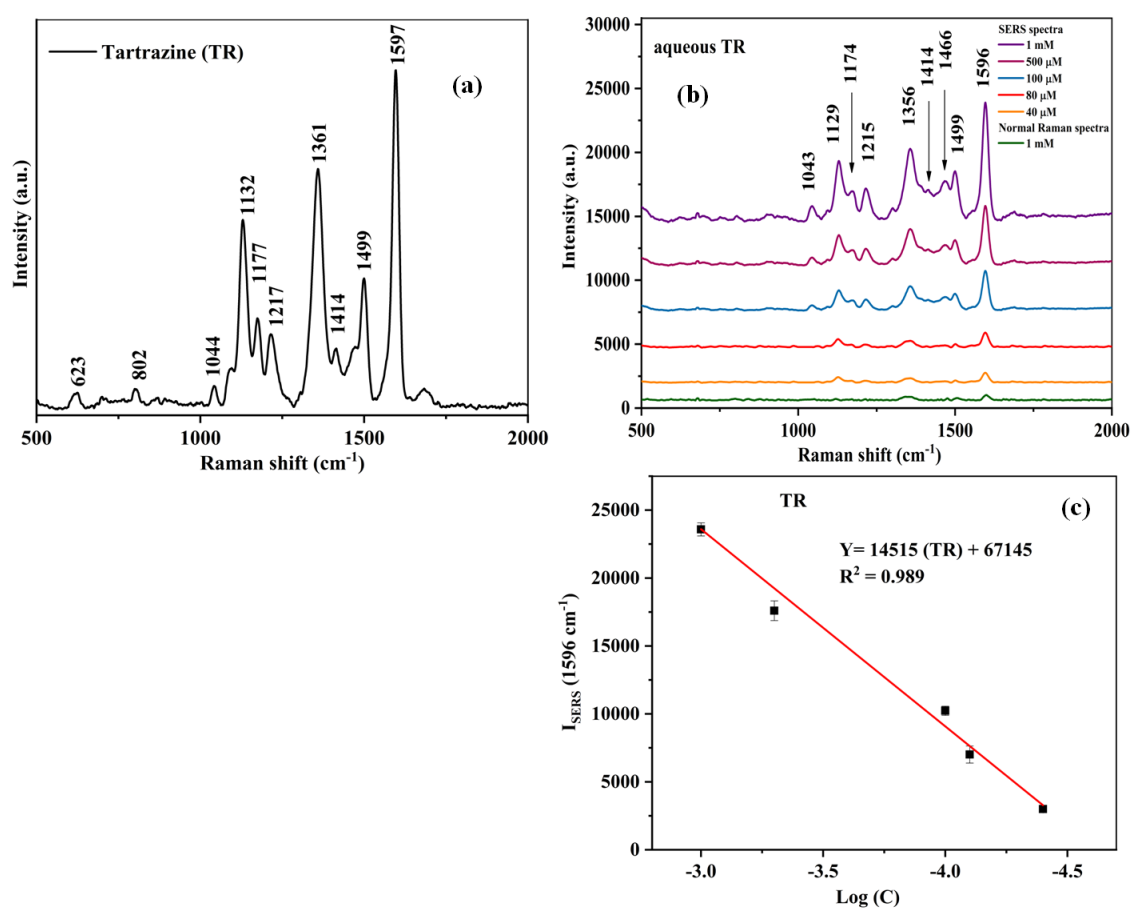 Tartrazine (TR)
(a)
623
802
1044
1132
1177
1217
1361
1414
1499
1597
Intensity (a.u.)
500
1000
1500
2000
Raman shift (cm⁻¹)
aqueous TR
(b)
SERS spectra
1 mM
500 μM
100 μM
80 μM
40 μM
Normal Raman spectra
1 mM
1043
1129
1174
1215
1356
1414
1466
1499
1596
30000
25000
20000
15000
10000
5000
0
Intensity (a.u.)
500
1000
1500
2000
Raman shift (cm⁻¹)
TR
(c)
Y= 14515 (TR) + 67145
R² = 0.989
25000
20000
15000
10000
5000
0
I_SERS (1596 cm⁻¹)
-3.0
-3.5
-4.0
-4.5
Log (C)